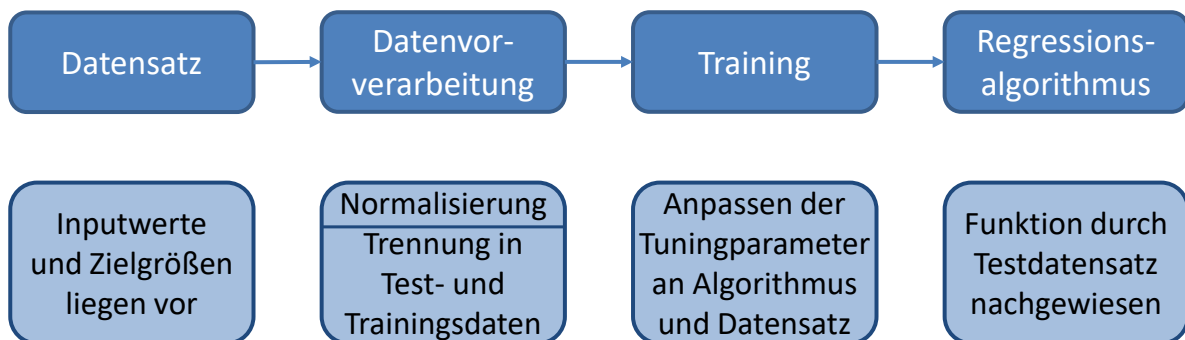 Datensatz
Datenvor-
verarbeitung
Training
Regressions-
algorithmus
Inputwerte
und Zielgrößen
liegen vor
Normalisierung
Trennung in
Test- und
Trainingsdaten
Anpassen der
Tuningparameter
an Algorithmus
und Datensatz
Funktion durch
Testdatensatz
nachgewiesen